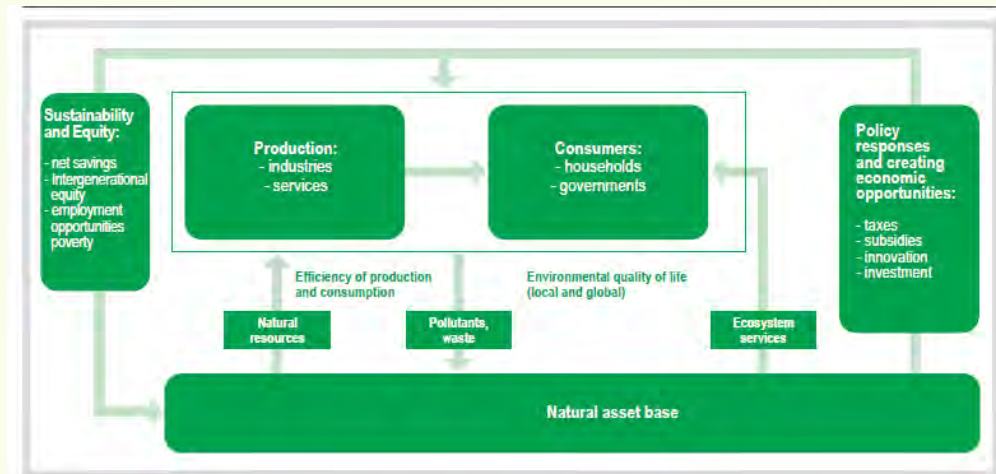 Sustainability
and Equity:
- net savings
- Intergenerational
equity
- employment
opportunities
poverty
Production:
- industries
- services
Consumers:
- households
- governments
Policy
responses
and creating
economic
opportunities:
- taxes
- subsidies
- innovation
- investment
Efficiency of production
and consumption
Environmental quality of life
(local and global)
Natural
resources
Pollutants,
waste
Ecosystem
services
Natural asset base